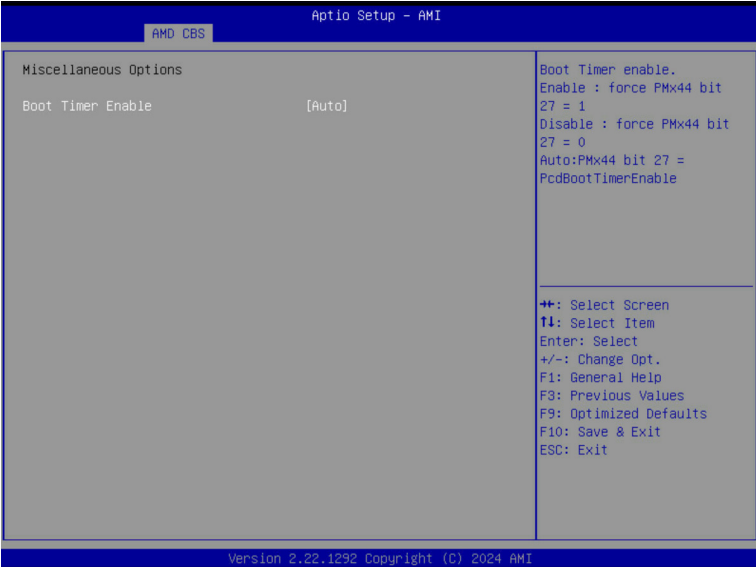 Aptio Setup – AMI
AMD CBS
Miscellaneous Options
Boot Timer Enable [Auto]
Boot Timer enable.
Enable : force PMx44 bit
27 = 1
Disable : force PMx44 bit
27 = 0
Auto:PMx44 bit 27 =
PcdBootTimerEnable
→←: Select Screen
↑↓: Select Item
Enter: Select
+/-: Change Opt.
F1: General Help
F3: Previous Values
F9: Optimized Defaults
F10: Save & Exit
ESC: Exit
Version 2.22.1292 Copyright (C) 2024 AMI